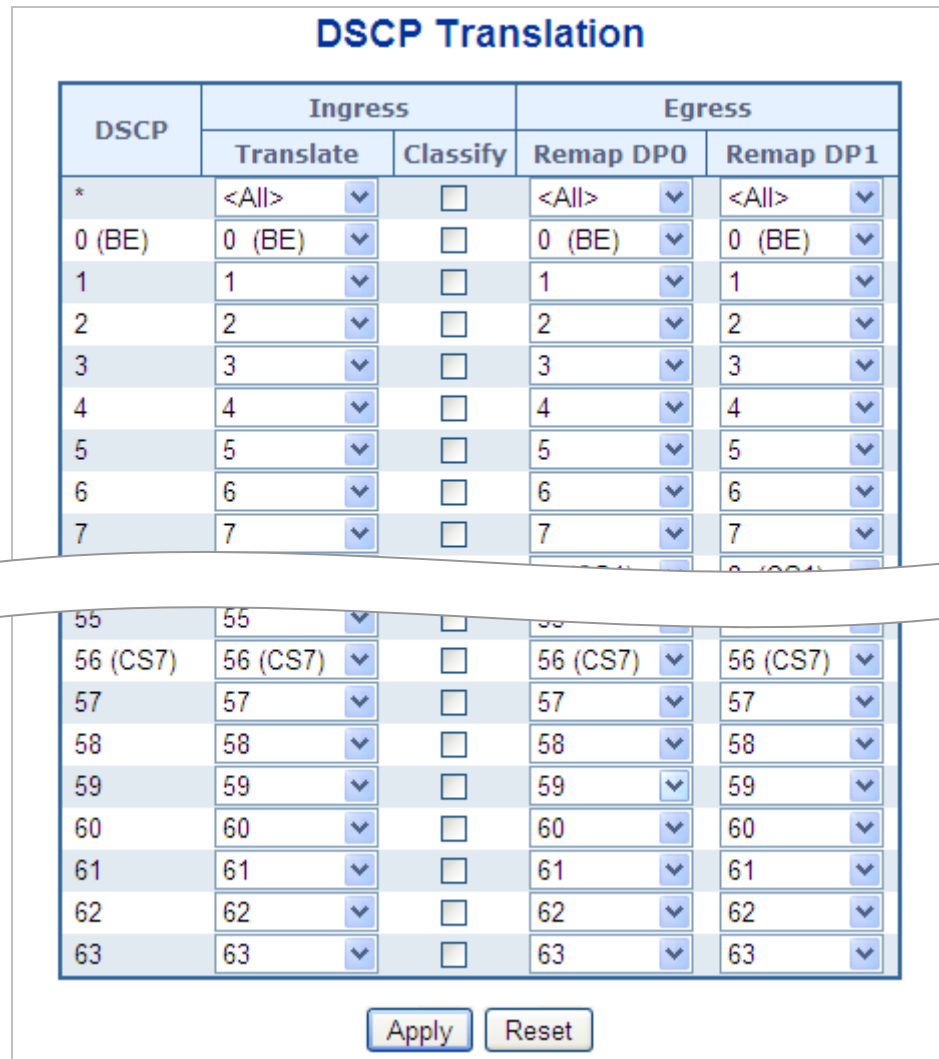 DSCP Translation
DSCP Ingress Egress
Translate Classify Remap DP0 Remap DP1
* <All> <All> <All>
0 (BE) 0 (BE) 0 (BE) 0 (BE)
1 1 1 1
2 2 2 2
3 3 3 3
4 4 4 4
5 5 5 5
6 6 6 6
7 7 7 7
55 55
56 (CS7) 56 (CS7) 56 (CS7) 56 (CS7)
57 57 57 57
58 58 58 58
59 59 59 59
60 60 60 60
61 61 61 61
62 62 62 62
63 63 63 63
Apply Reset